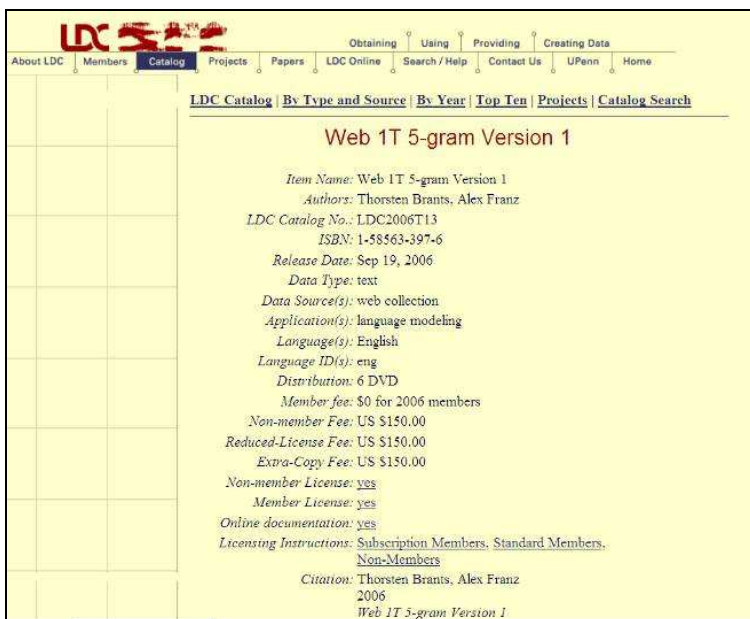 LDC
Obtaining Using Providing Creating Data
About LDC Members Catalog Projects Papers LDC Online Search / Help Contact Us UPenn Home
LDC Catalog | By Type and Source | By Year | Top Ten | Projects | Catalog Search
Web 1T 5-gram Version 1
Item Name: Web 1T 5-gram Version 1
Authors: Thorsten Brants, Alex Franz
LDC Catalog No.: LDC2006T13
ISBN: 1-58563-397-6
Release Date: Sep 19, 2006
Data Type: text
Data Source(s): web collection
Application(s): language modeling
Language(s): English
Language ID(s): eng
Distribution: 6 DVD
Member fee: $0 for 2006 members
Non-member Fee: US $150.00
Reduced-License Fee: US $150.00
Extra-Copy Fee: US $150.00
Non-member License: yes
Member License: yes
Online documentation: yes
Licensing Instructions: Subscription Members, Standard Members,
Non-Members
Citation: Thorsten Brants, Alex Franz
2006
Web 1T 5-gram Version 1